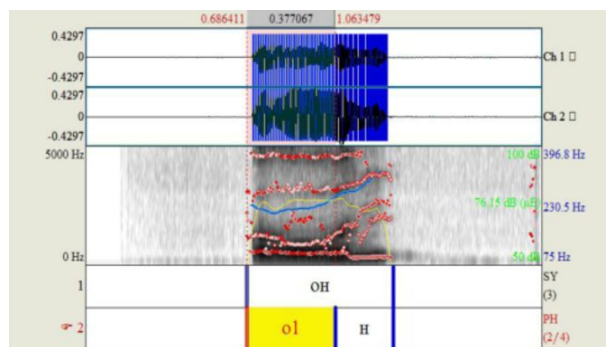 0.686411 0.377067 1.063479
0.4297
0
-0.4297
Ch 1
0.4297
0
-0.4297
Ch 2
5000 Hz 100 dB 396.8 Hz
76.15 dB (µE) 230.5 Hz
0 Hz 50 dB 75 Hz
1 OH SY
(3)
2 o1 H PH
(2/4)